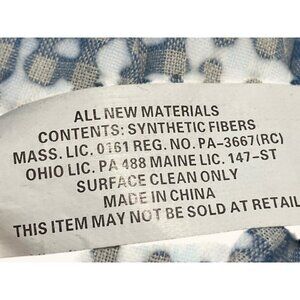 ALL NEW MATERIALS
CONTENTS: SYNTHETIC FIBERS
MASS. LIC. 0161 REG. NO. PA-3667(RC)
OHIO LIC. PA 488 MAINE LIC. 147-ST
SURFACE CLEAN ONLY
MADE IN CHINA
THIS ITEM MAY NOT BE SOLD AT RETAIL